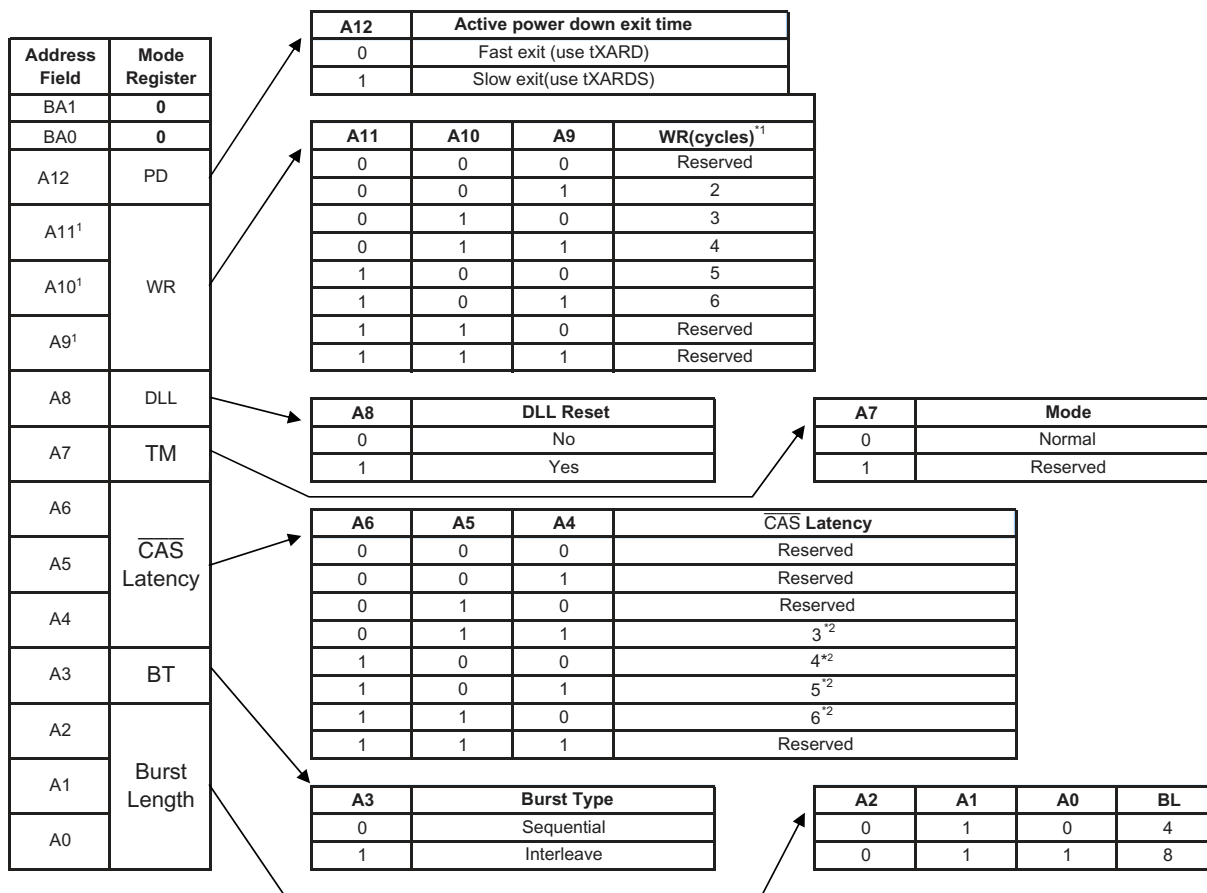 Address Field Mode Register
BA1 0
BA0 0
A12 PD
A11¹
A10¹ WR
A9¹
A8 DLL
A7 TM
A6
A5 C̅A̅S̅ Latency
A4
A3 BT
A2
A1 Burst Length
A0
A12 Active power down exit time
0 Fast exit (use tXARD)
1 Slow exit(use tXARDS)
A11 A10 A9 WR(cycles)*1
0 0 0 Reserved
0 0 1 2
0 1 0 3
0 1 1 4
1 0 0 5
1 0 1 6
1 1 0 Reserved
1 1 1 Reserved
A8 DLL Reset
0 No
1 Yes
A7 Mode
0 Normal
1 Reserved
A6 A5 A4 C̅A̅S̅ Latency
0 0 0 Reserved
0 0 1 Reserved
0 1 0 Reserved
0 1 1 3*2
1 0 0 4*2
1 0 1 5*2
1 1 0 6*2
1 1 1 Reserved
A3 Burst Type
0 Sequential
1 Interleave
A2 A1 A0 BL
0 1 0 4
0 1 1 8